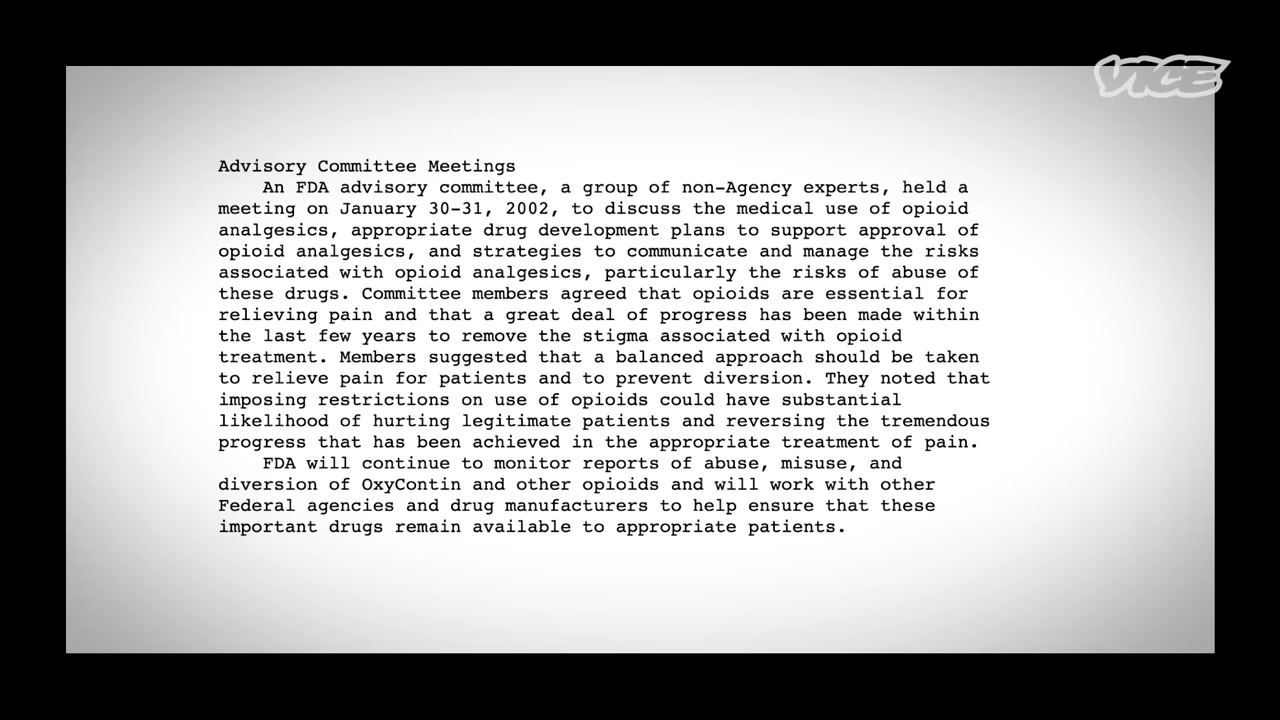 VICE
Advisory Committee Meetings
An FDA advisory committee, a group of non-Agency experts, held a
meeting on January 30-31, 2002, to discuss the medical use of opioid
analgesics, appropriate drug development plans to support approval of
opioid analgesics, and strategies to communicate and manage the risks
associated with opioid analgesics, particularly the risks of abuse of
these drugs. Committee members agreed that opioids are essential for
relieving pain and that a great deal of progress has been made within
the last few years to remove the stigma associated with opioid
treatment. Members suggested that a balanced approach should be taken
to relieve pain for patients and to prevent diversion. They noted that
imposing restrictions on use of opioids could have substantial
likelihood of hurting legitimate patients and reversing the tremendous
progress that has been achieved in the appropriate treatment of pain.
FDA will continue to monitor reports of abuse, misuse, and
diversion of OxyContin and other opioids and will work with other
Federal agencies and drug manufacturers to help ensure that these
important drugs remain available to appropriate patients.